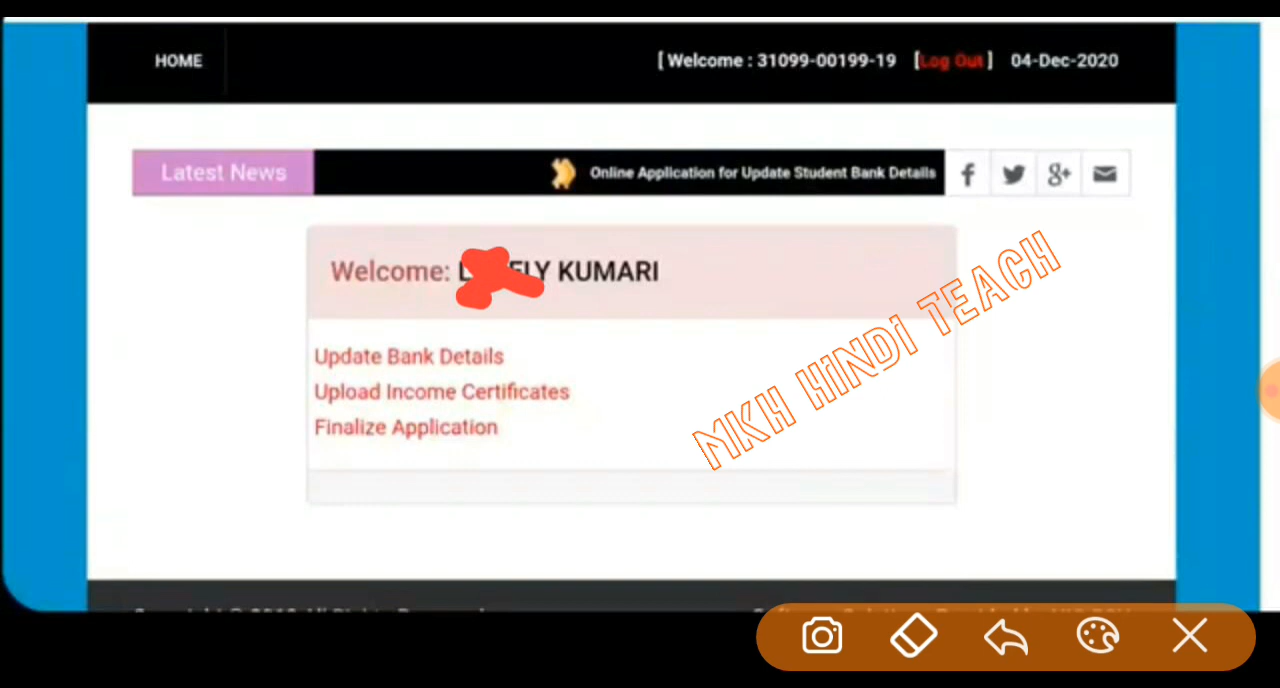 HOME
[ Welcome : 31099-00199-19 [Log Out] 04-Dec-2020
Latest News
Online Application for Update Student Bank Details
Welcome: KUMARI
Update Bank Details
Upload Income Certificates
Finalize Application
MKH HINDI TEACH